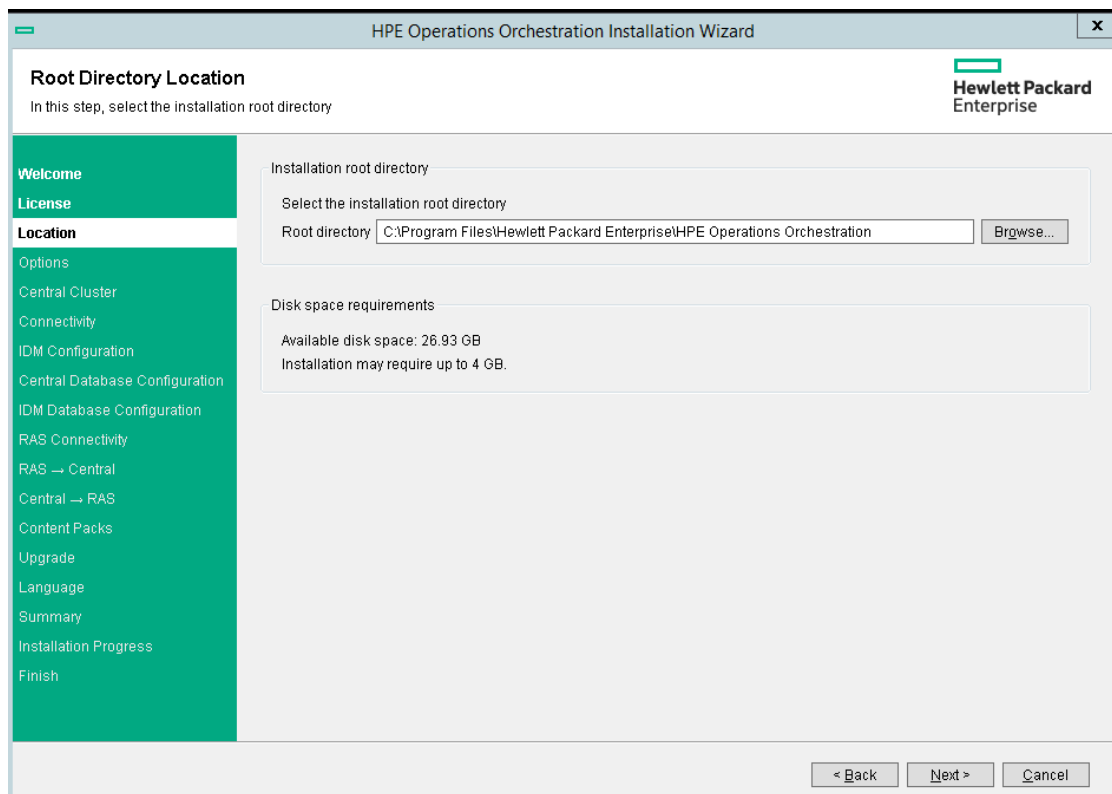 HPE Operations Orchestration Installation Wizard
x
Root Directory Location
In this step, select the installation root directory
Hewlett Packard
Enterprise
Welcome
License
Location
Options
Central Cluster
Connectivity
IDM Configuration
Central Database Configuration
IDM Database Configuration
RAS Connectivity
RAS → Central
Central → RAS
Content Packs
Upgrade
Language
Summary
Installation Progress
Finish
Installation root directory
Select the installation root directory
Root directory C:\Program Files\Hewlett Packard Enterprise\HPE Operations Orchestration Browse...
Disk space requirements
Available disk space: 26.93 GB
Installation may require up to 4 GB.
< Back Next > Cancel